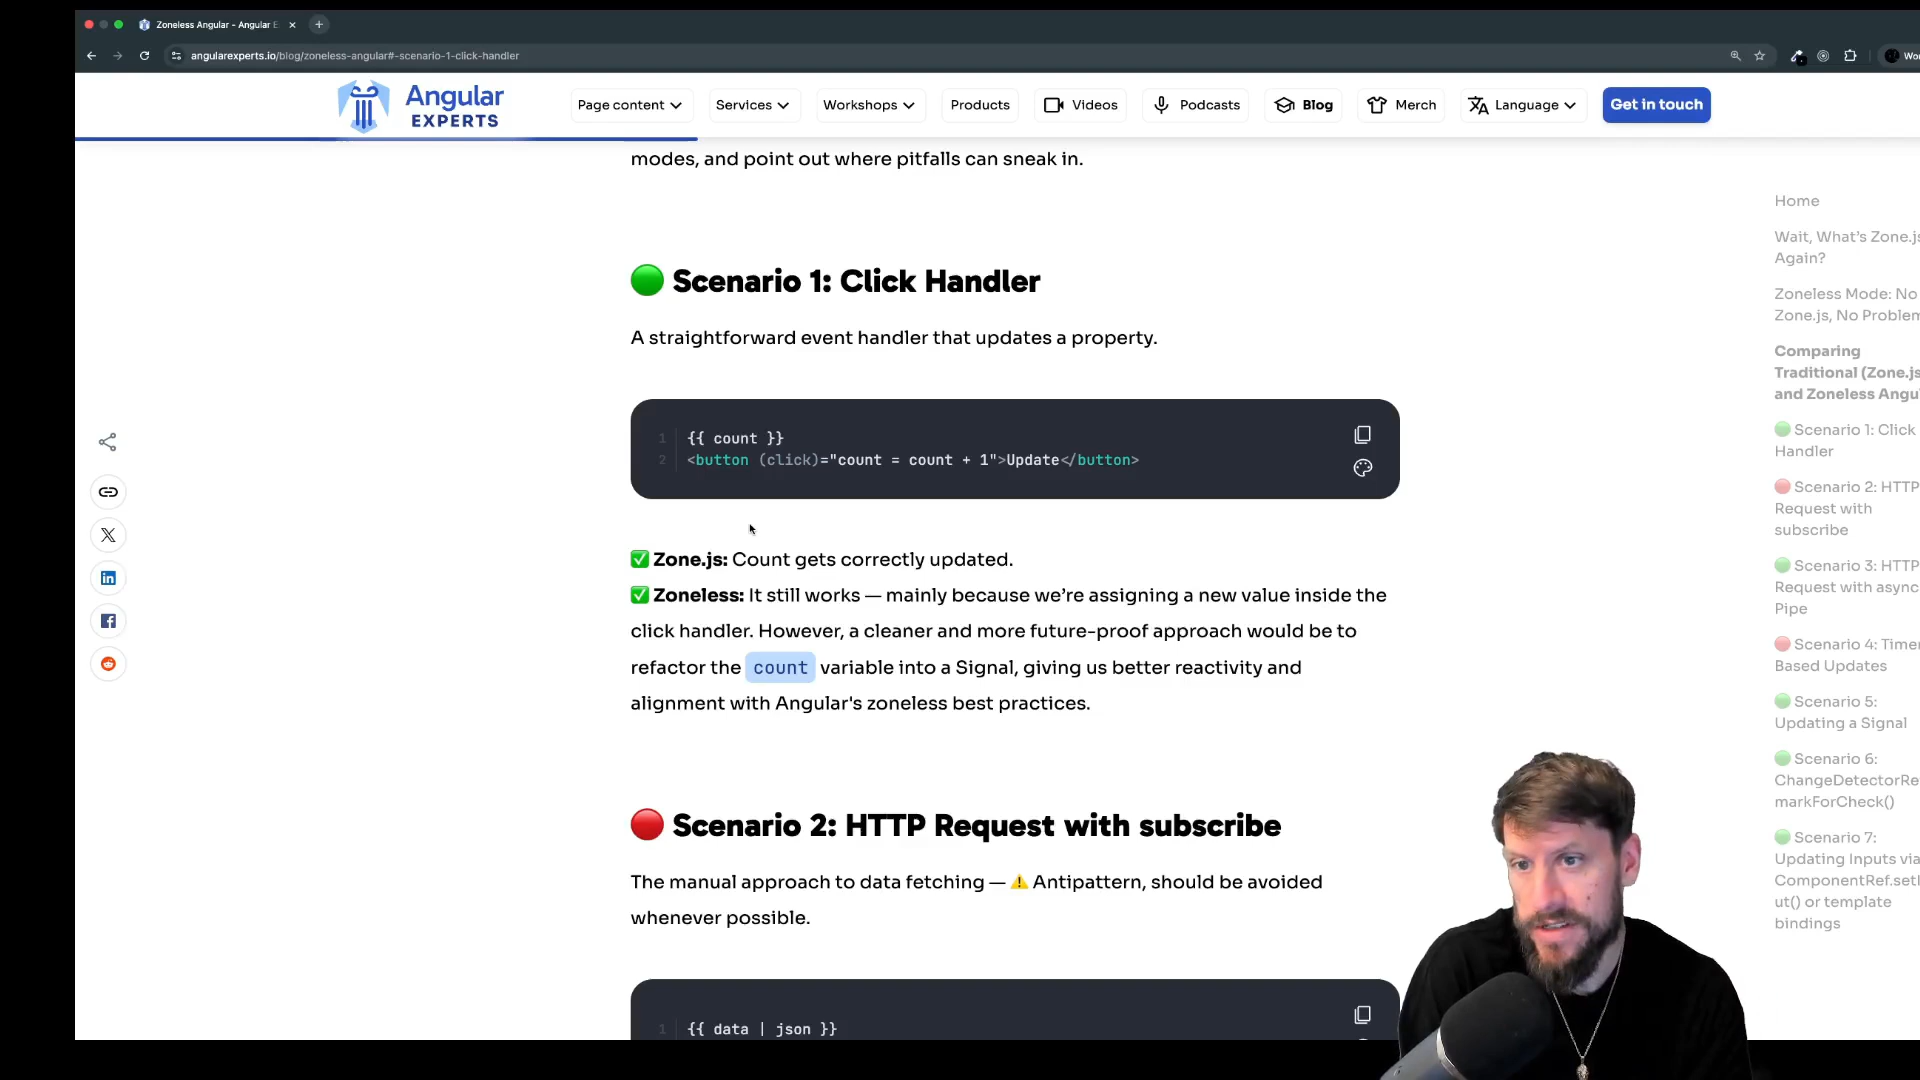 Zoneless Angular - Angular E
angularexperts.io/blog/zoneless-angular#-scenario-1-click-handler
Wor
Angular
EXPERTS
Page content
Services
Workshops
Products
Videos
Podcasts
Blog
Merch
Language
Get in touch
modes, and point out where pitfalls can sneak in.
🟢 Scenario 1: Click Handler
A straightforward event handler that updates a property.
1 {{ count }}
2 <button (click)="count = count + 1">Update</button>
✅ Zone.js: Count gets correctly updated.
✅ Zoneless: It still works — mainly because we’re assigning a new value inside the
click handler. However, a cleaner and more future-proof approach would be to
refactor the count variable into a Signal, giving us better reactivity and
alignment with Angular's zoneless best practices.
🔴 Scenario 2: HTTP Request with subscribe
The manual approach to data fetching — ⚠️ Antipattern, should be avoided
whenever possible.
1 {{ data | json }}
Home
Wait, What’s Zone.js
Again?
Zoneless Mode: No
Zone.js, No Problem
Comparing
Traditional (Zone.js
and Zoneless Angu
🟢 Scenario 1: Click
Handler
🔴 Scenario 2: HTTP
Request with
subscribe
🟢 Scenario 3: HTTP
Request with async
Pipe
🔴 Scenario 4: Timer
Based Updates
🟢 Scenario 5:
Updating a Signal
🟢 Scenario 6:
ChangeDetectorRe
markForCheck()
🟢 Scenario 7:
Updating Inputs via
ComponentRef.setI
ut() or template
bindings